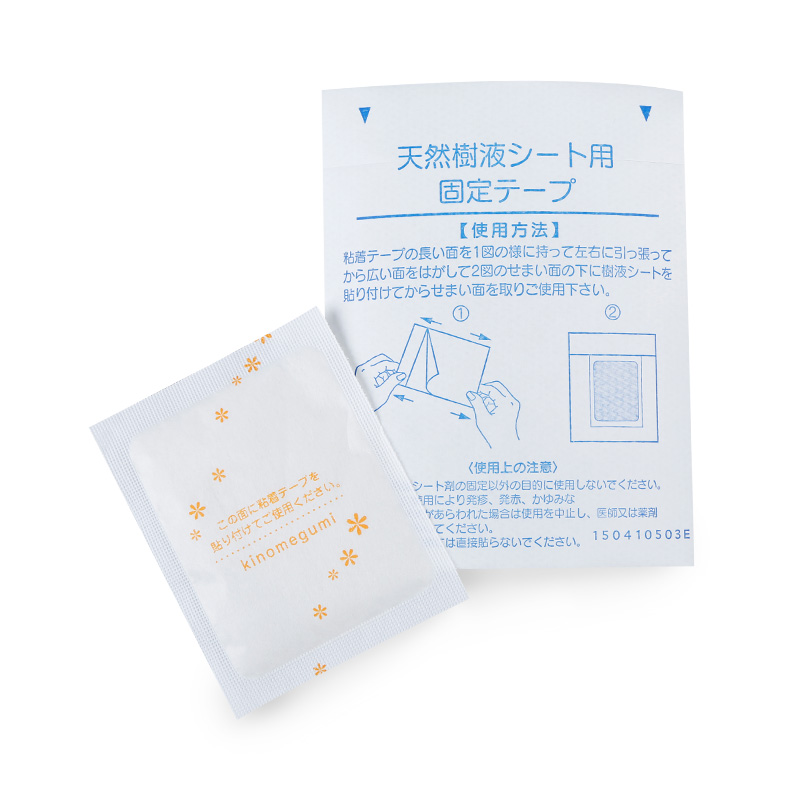 天然樹液シート用
固定テープ
【使用方法】
粘着テープの長い面を1図の様に持って左右に引っ張って
から広い面をはがして2図のせまい面の下に樹液シートを
貼り付けてからせまい面を取りご使用下さい。
① ②
〈使用上の注意〉
シート剤の固定以外の目的に使用しないでください。
使用により発疹、発赤、かゆみな
があらわれた場合は使用を中止し、医師又は薬剤
てください。
は直接貼らないでください。
150410503E
この面に粘着テープを
貼り付けてご使用ください。
kinomegumi